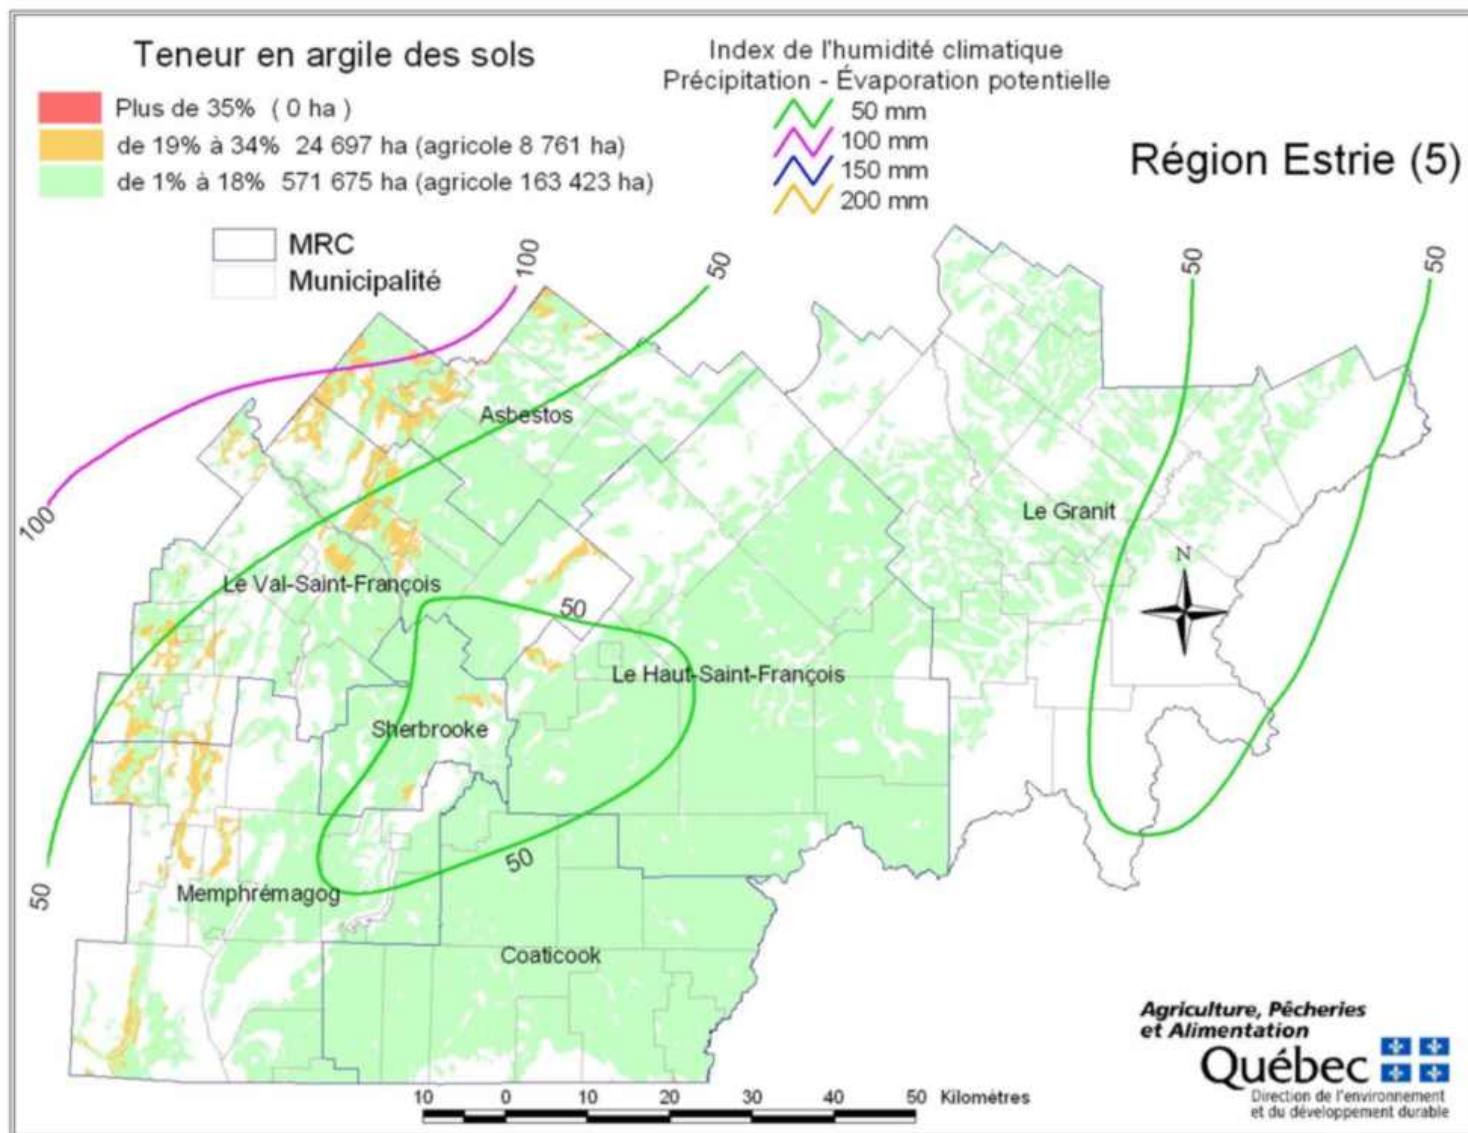 Teneur en argile des sols
Plus de 35% ( 0 ha )
de 19% à 34% 24 697 ha (agricole 8 761 ha)
de 1% à 18% 571 675 ha (agricole 163 423 ha)
MRC
Municipalité
Index de l'humidité climatique
Précipitation - Évaporation potentielle
50 mm
100 mm
150 mm
200 mm
Région Estrie (5)
100
50
50
50
Asbestos
100
Le Granit
N
Le Val-Saint-François
50
Le Haut-Saint-François
Sherbrooke
50
50
Memphrémagog
Coaticook
Agriculture, Pêcheries
et Alimentation
Québec
Direction de l'environnement
et du développement durable
10 0 10 20 30 40 50 Kilométres